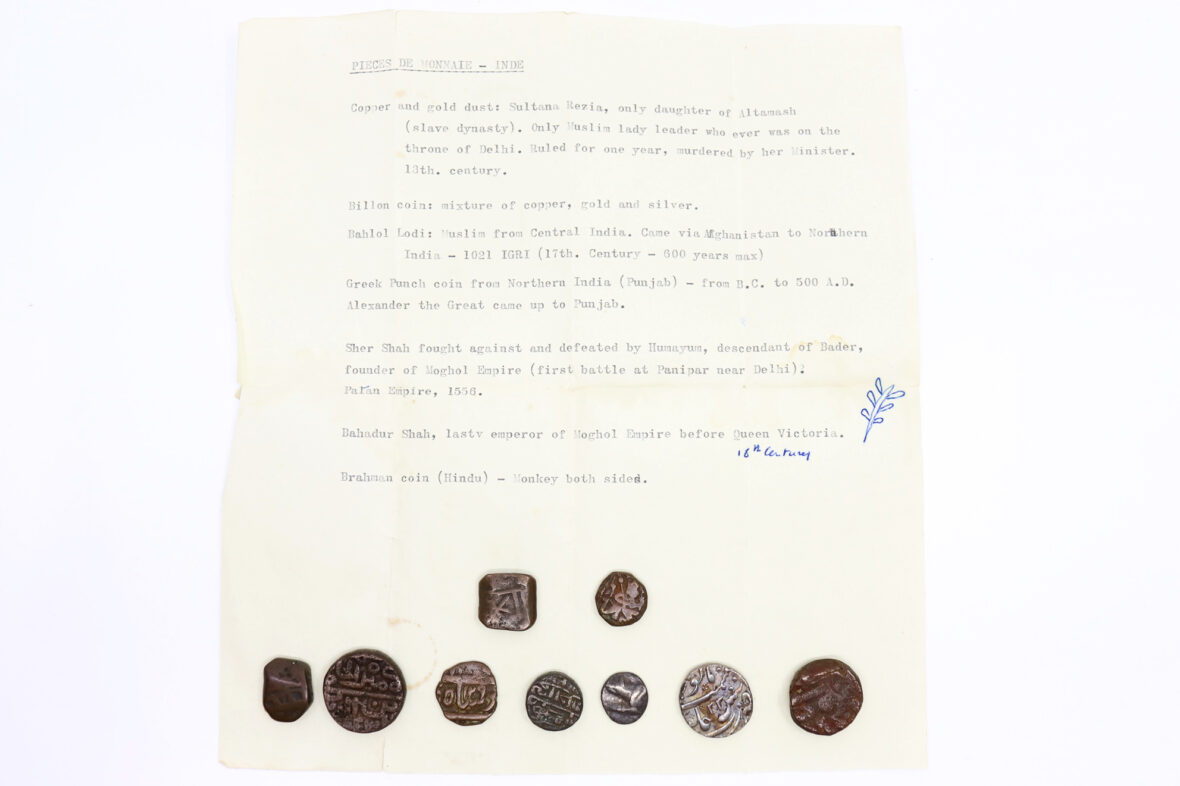 PIECES DE MONNAIE - INDE
Copper and gold dust: Sultana Rezia, only daughter of Altamash
(slave dynasty). Only Muslim lady leader who ever was on the
throne of Delhi. Ruled for one year, murdered by her Minister.
13th. century.
Billon coin: mixture of copper, gold and silver.
Bahlol Lodi: Muslim from Central India. Came via Afghanistan to Northern
India - 1021 IGRI (17th. Century - 600 years max)
Greek Punch coin from Northern India (Punjab) - from B.C. to 500 A.D.
Alexander the Great came up to Punjab.
Sher Shah fought against and defeated by Humayum, descendant of Bader,
founder of Moghol Empire (first battle at Panipar near Delhi).
Patan Empire, 1556.
Bahadur Shah, lastv emperor of Moghol Empire before Queen Victoria.
16th Century
Brahman coin (Hindu) - Monkey both sides.